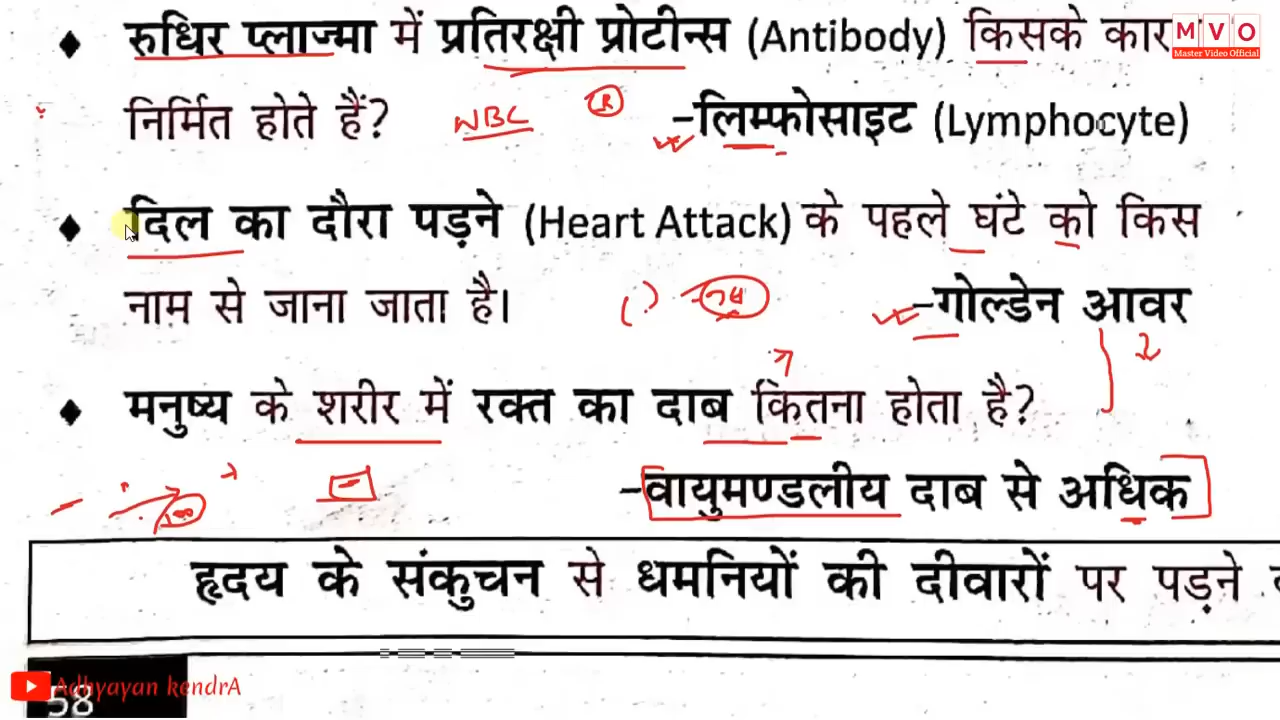 ♦ रुधिर प्लाज्मा में प्रतिरक्षी प्रोटीन्स (Antibody) किसके कार
M V O
Master Video Official
निर्मित होते हैं?
WBC
R
-लिम्फोसाइट (Lymphocyte)
♦ दिल का दौरा पड़ने (Heart Attack) के पहले घंटे को किस
नाम से जाना जाता है।
-गोल्डेन आवर
♦ मनुष्य के शरीर में रक्त का दाब कितना होता है?
-वायुमण्डलीय दाब से अधिक
हृदय के संकुचन से धमनियों की दीवारों पर पड़ने
Adhyayan kendrA
58